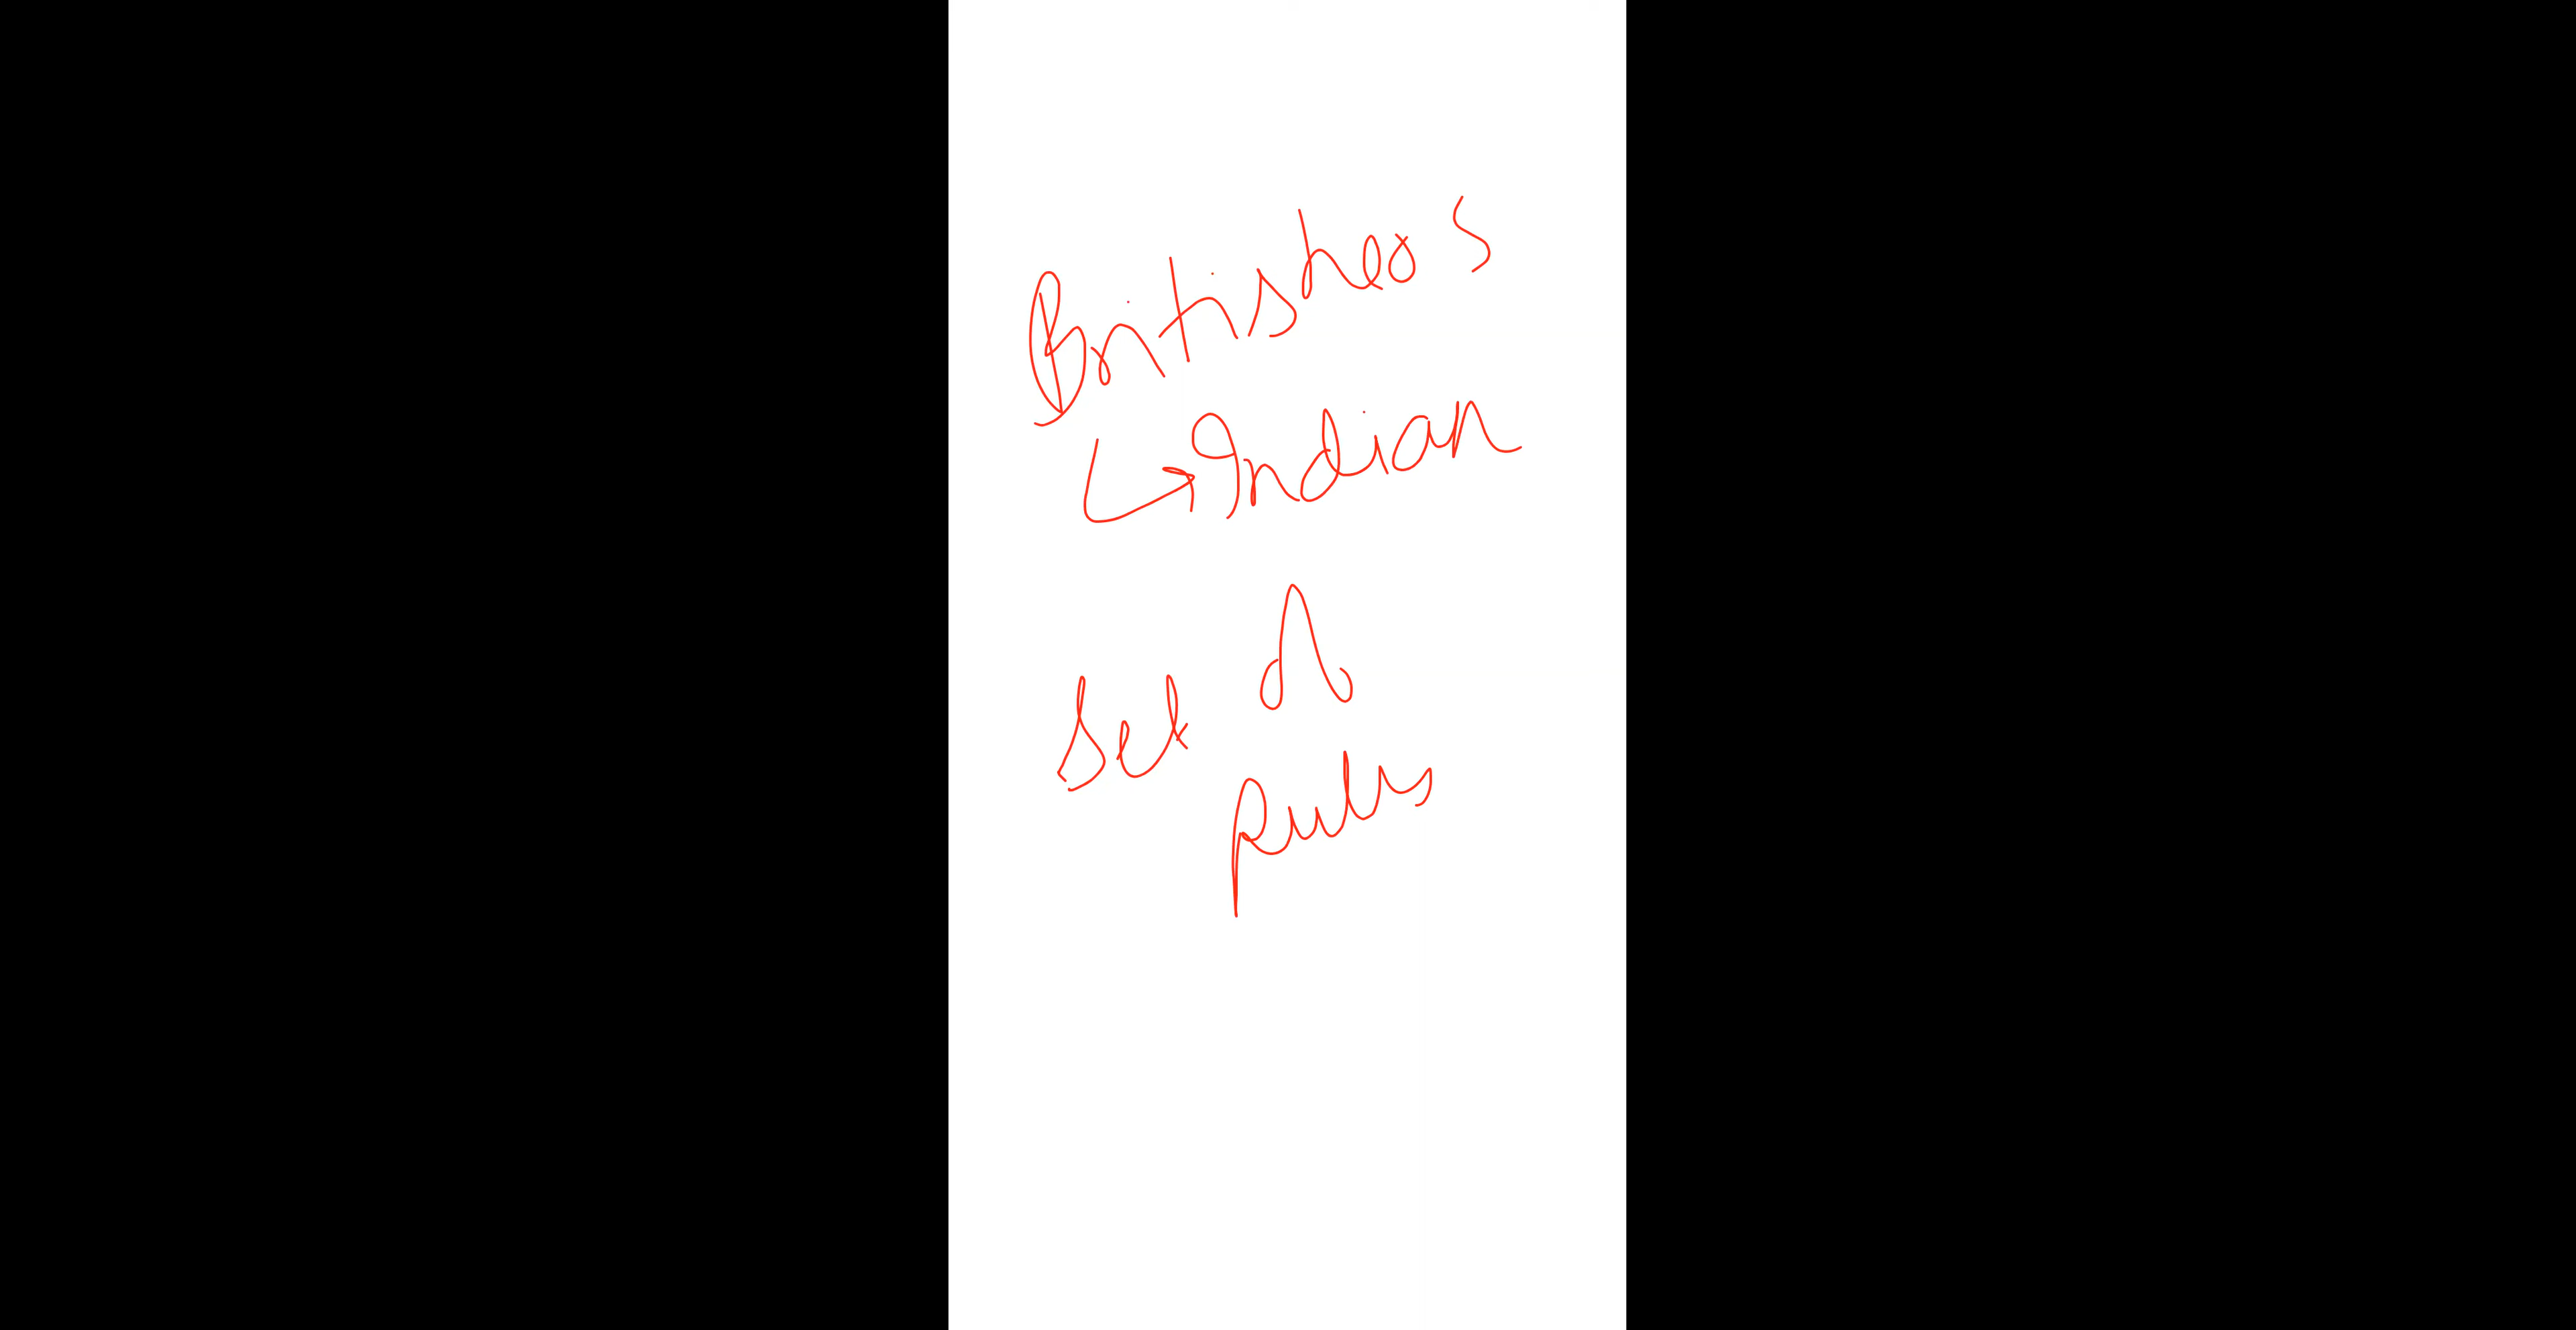 Britishers
↳ Indian
Set of
Rules